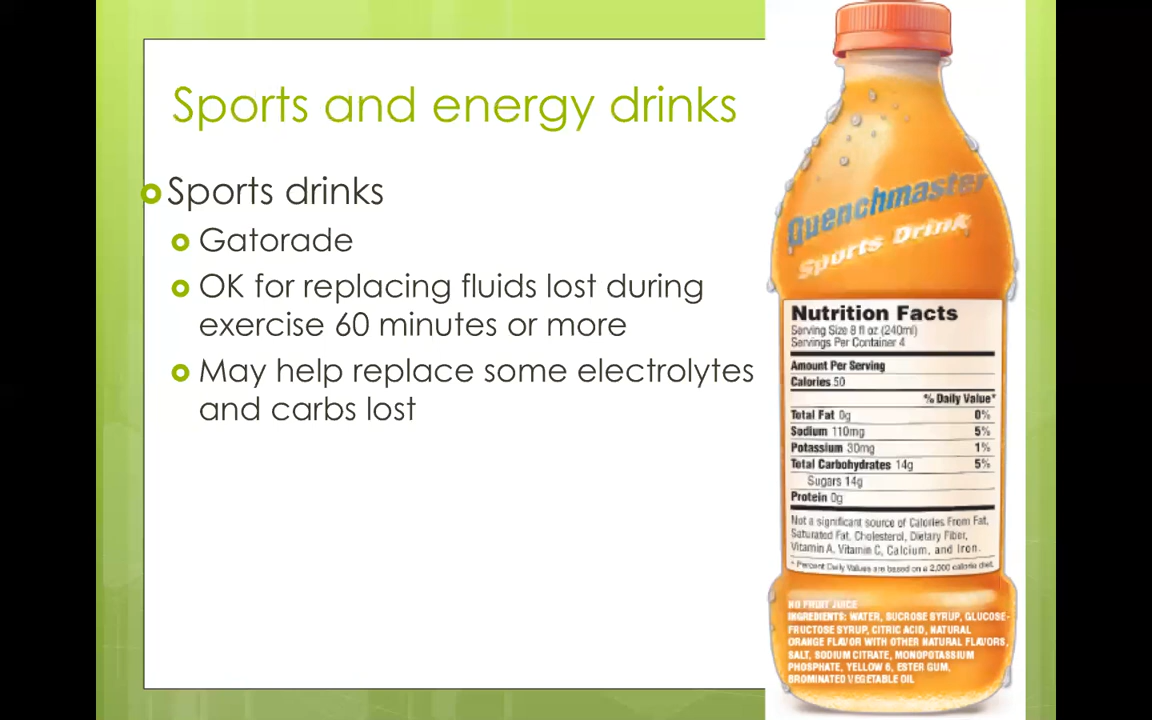 Sports and energy drinks
Sports drinks
Gatorade
OK for replacing fluids lost during
exercise 60 minutes or more
May help replace some electrolytes
and carbs lost
Quenchmaster
Sports Drink
Nutrition Facts
Serving Size 8 fl oz (240ml)
Servings Per Container 4
Amount Per Serving
Calories 50
% Daily Value*
Total Fat 0g 0%
Sodium 110mg 5%
Potassium 30mg 1%
Total Carbohydrates 14g 5%
Sugars 14g
Protein 0g
Not a significant source of Calories From Fat,
Saturated Fat, Cholesterol, Dietary Fiber,
Vitamin A, Vitamin C, Calcium, and Iron.
* Percent Daily Values are based on a 2,000 calorie diet.
NO FRUIT JUICE
INGREDIENTS: WATER, SUCROSE SYRUP, GLUCOSE-
FRUCTOSE SYRUP, CITRIC ACID, NATURAL
ORANGE FLAVOR WITH OTHER NATURAL FLAVORS,
SALT, SODIUM CITRATE, MONOPOTASSIUM
PHOSPHATE, YELLOW 6, ESTER GUM,
BROMINATED VEGETABLE OIL